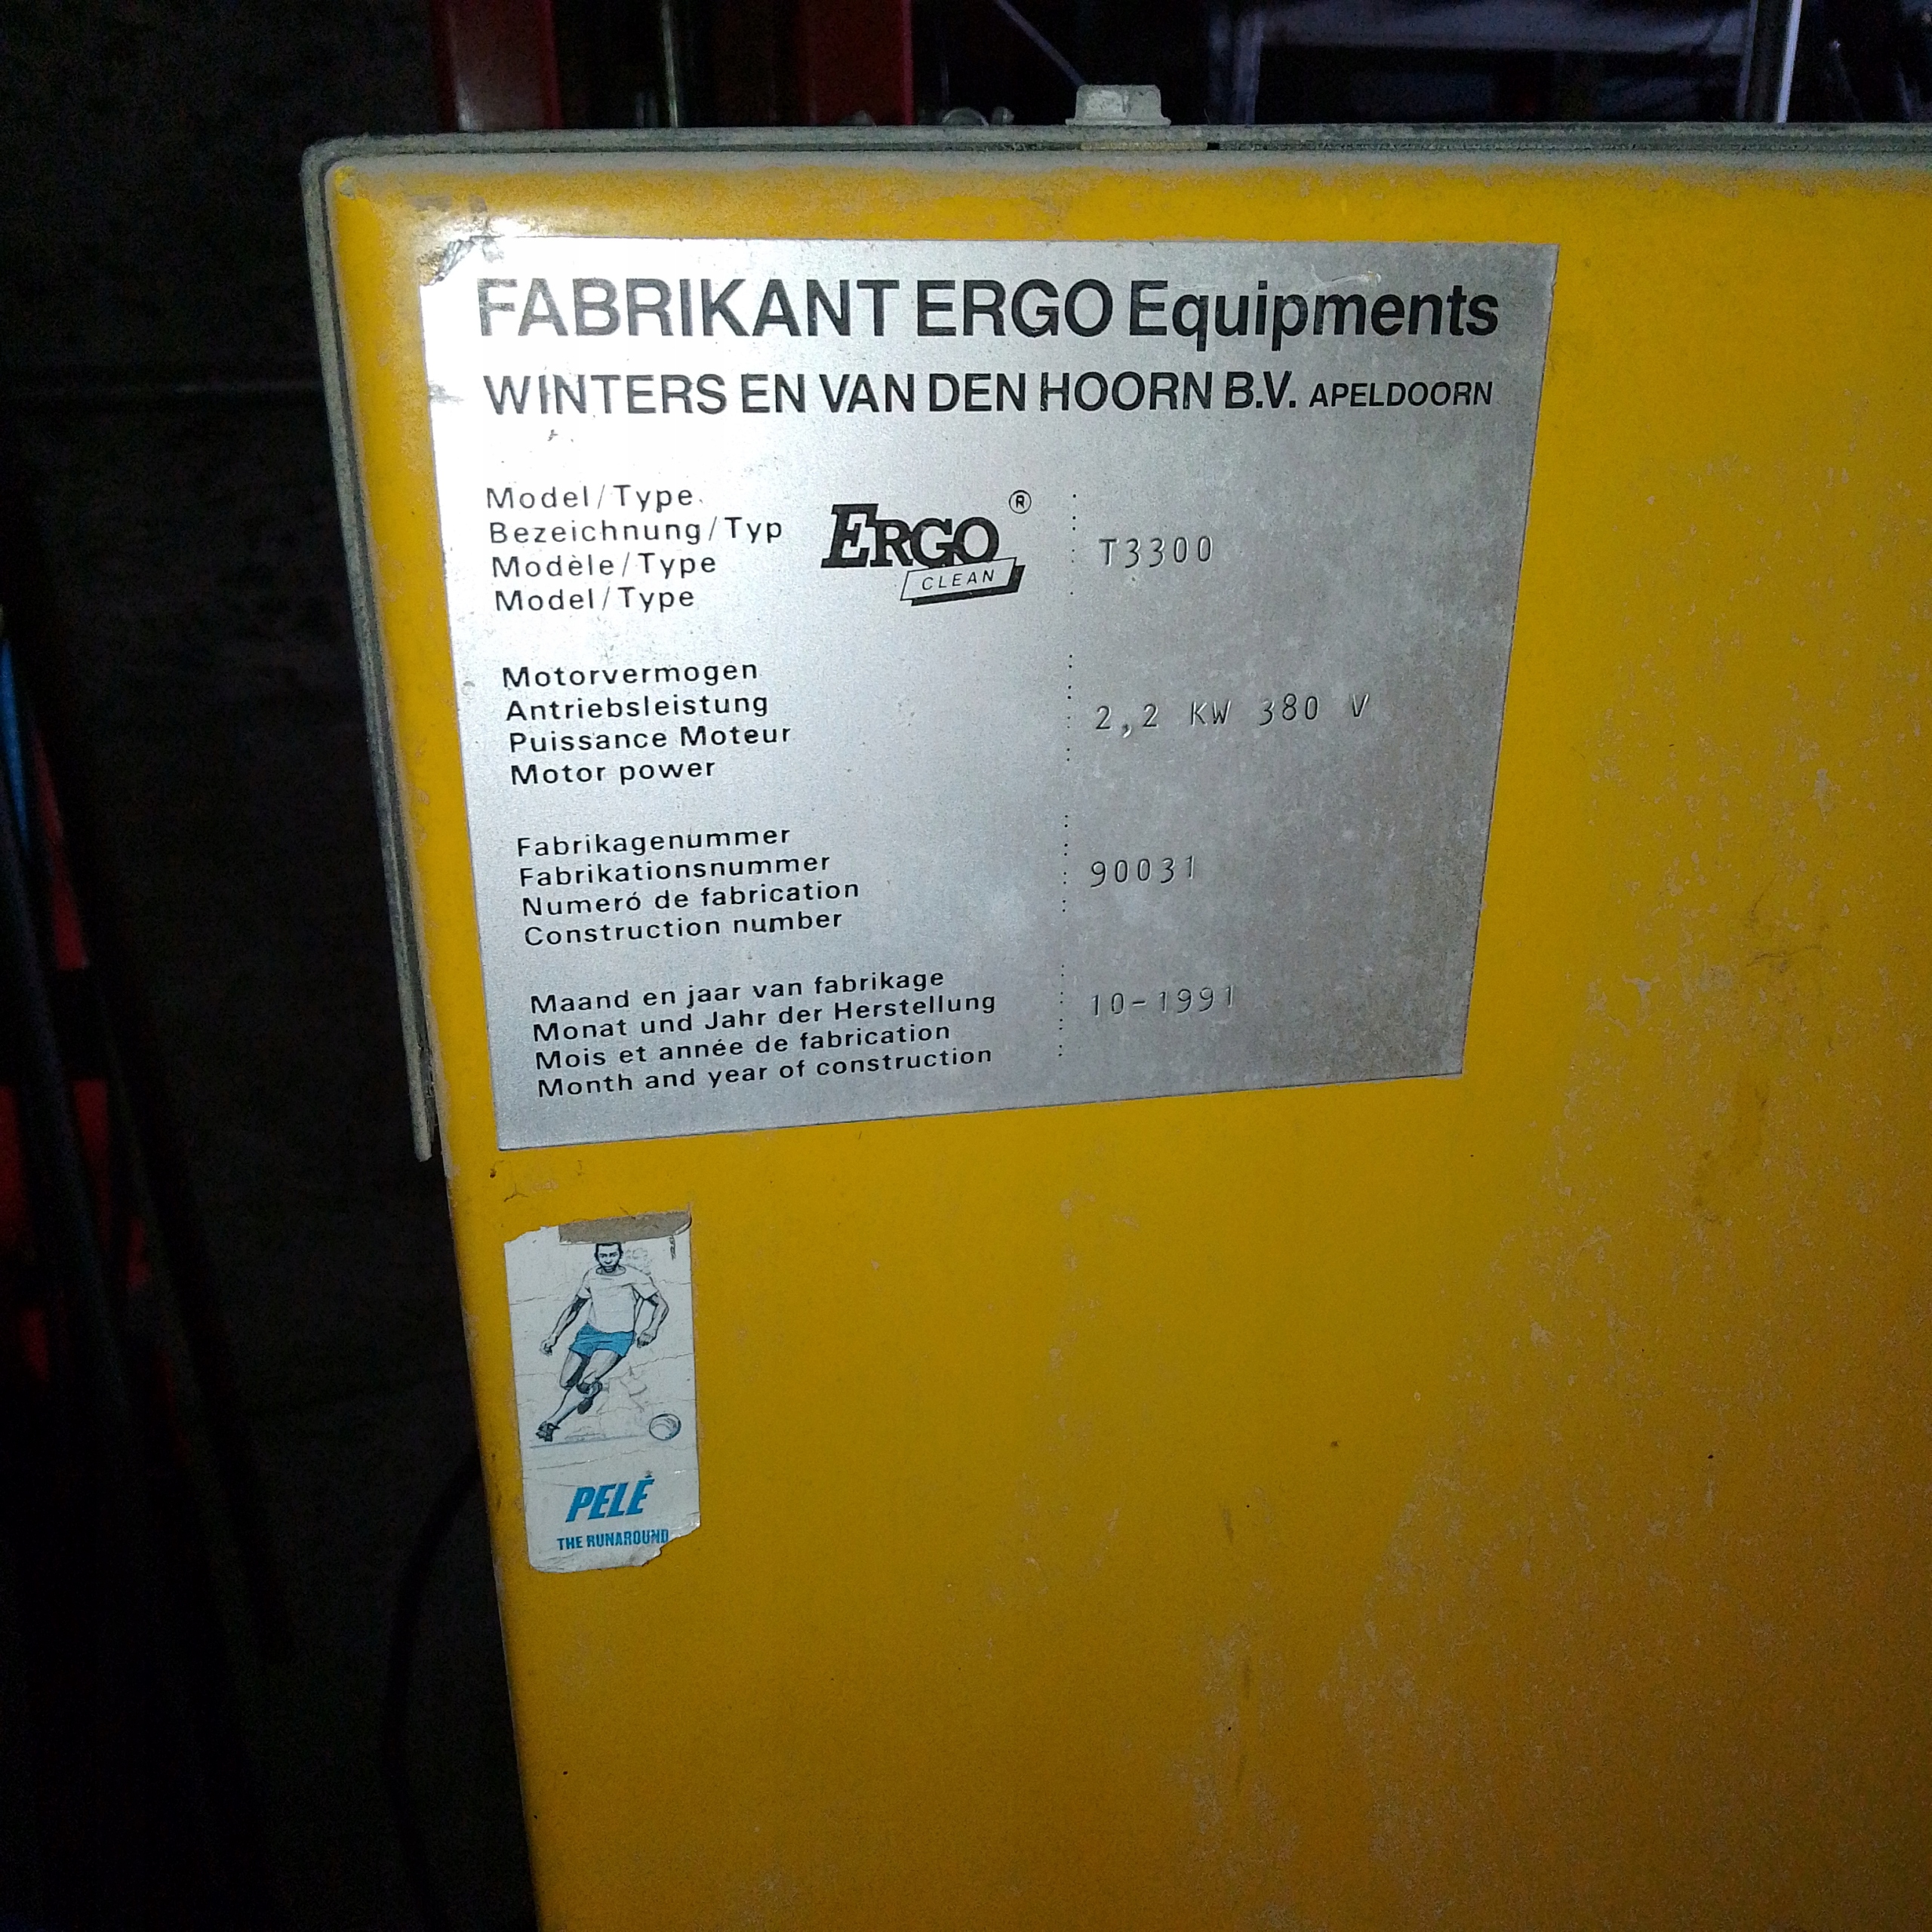 FABRIKANT ERGO Equipments
WINTERS EN VAN DEN HOORN B.V. APELDOORN
Model/Type
Bezeichnung/Typ
Modèle/Type
Model/Type
ERGO ®
CLEAN
: T3300
Motorvermogen
Antriebsleistung
Puissance Moteur
Motor power
: 2,2 KW 380 V
Fabrikagenummer
Fabrikationsnummer
Numeró de fabrication
Construction number
: 90031
Maand en jaar van fabrikage
Monat und Jahr der Herstellung
Mois et année de fabrication
Month and year of construction
: 10-1991
PELÉ
THE RUNAROUND